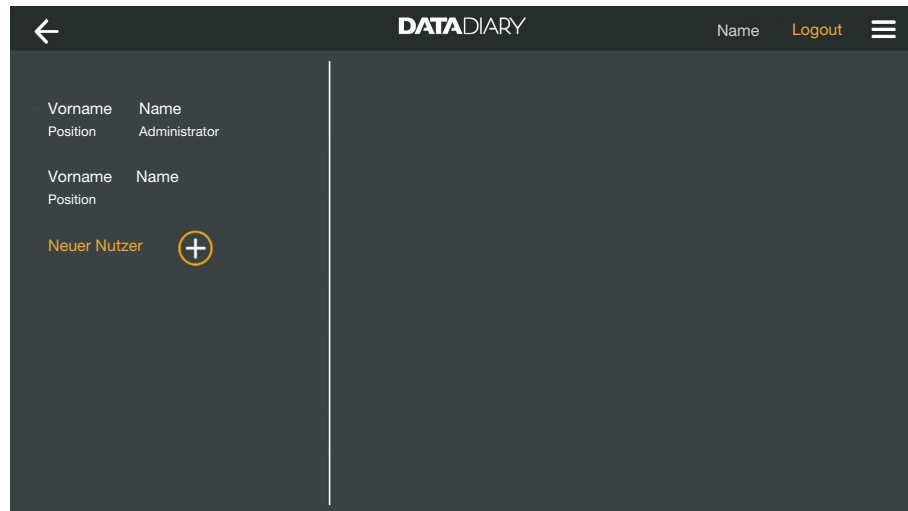 DATADIARY
Name Logout
Vorname Name
Position Administrator
Vorname Name
Position
Neuer Nutzer